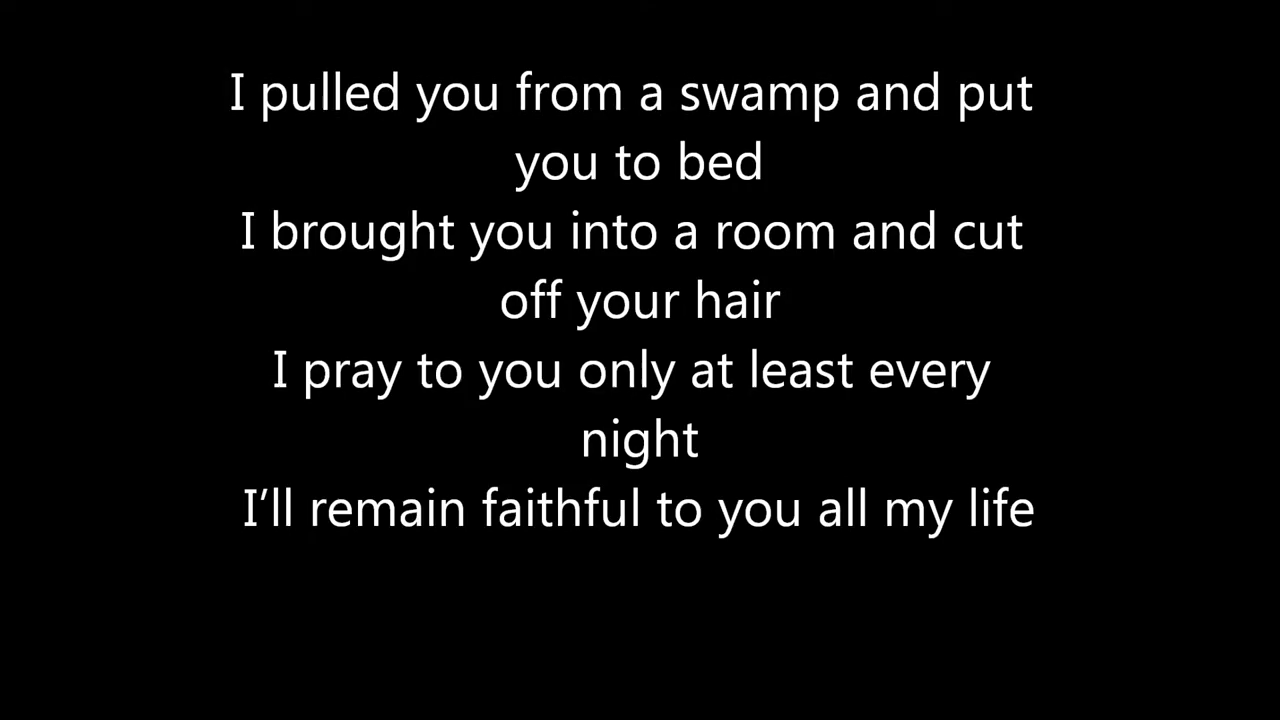 I pulled you from a swamp and put
you to bed
I brought you into a room and cut
off your hair
I pray to you only at least every
night
I’ll remain faithful to you all my life